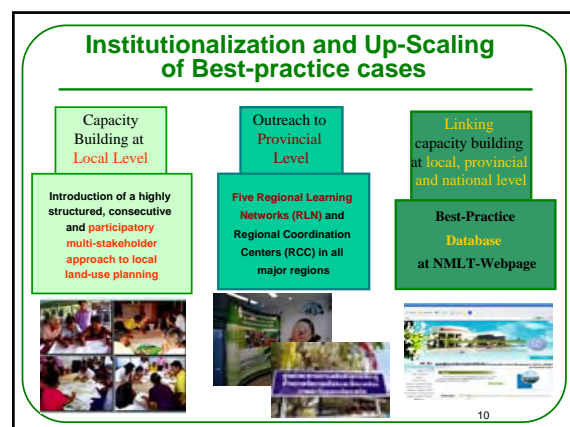 Institutionalization and Up-Scaling
of Best-practice cases
Capacity
Building at
Local Level
Introduction of a highly
structured, consecutive
and participatory
multi-stakeholder
approach to local
land-use planning
Outreach to
Provincial
Level
Five Regional Learning
Networks (RLN) and
Regional Coordination
Centers (RCC) in all
major regions
Linking
capacity building
at local, provincial
and national level
Best-Practice
Database
at NMLT-Webpage
10